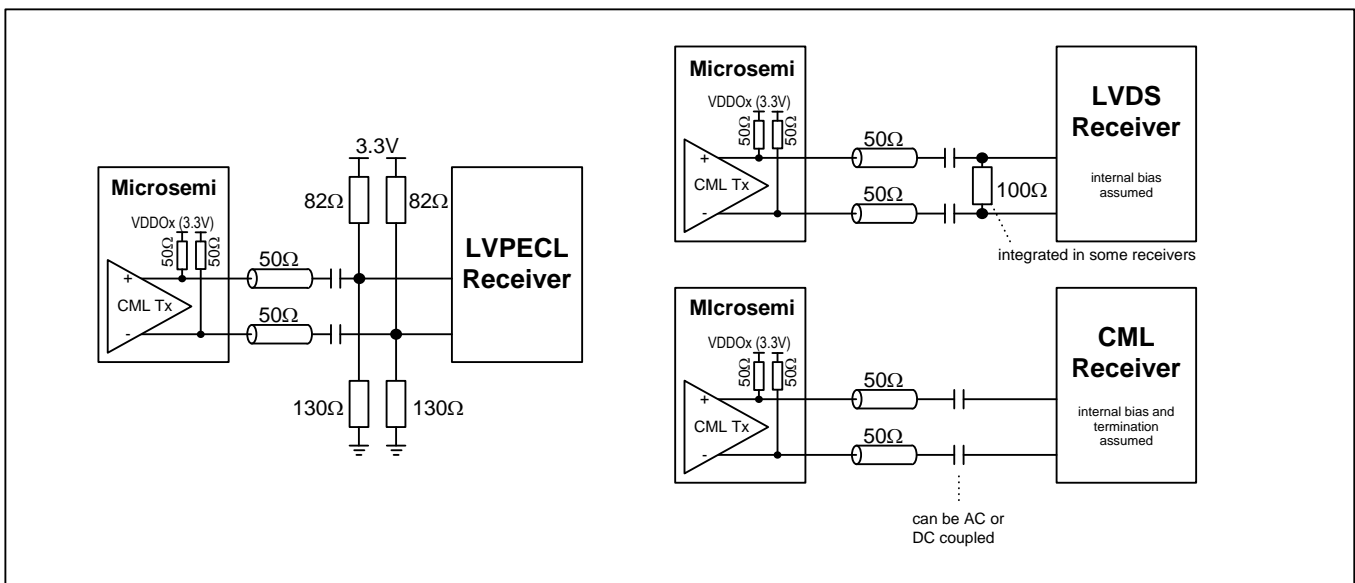 3.3V
82Ω
82Ω
Microsemi
VDDOx (3.3V)
50Ω
50Ω
+
CML Tx
-
50Ω
50Ω
LVPECL
Receiver
130Ω
130Ω
Microsemi
VDDOx (3.3V)
50Ω
50Ω
+
CML Tx
-
50Ω
50Ω
100Ω
LVDS
Receiver
internal bias
assumed
integrated in some receivers
MIcrosemi
VDDOx (3.3V)
50Ω
50Ω
+
CML Tx
-
50Ω
50Ω
CML
Receiver
internal bias and
termination
assumed
can be AC or
DC coupled